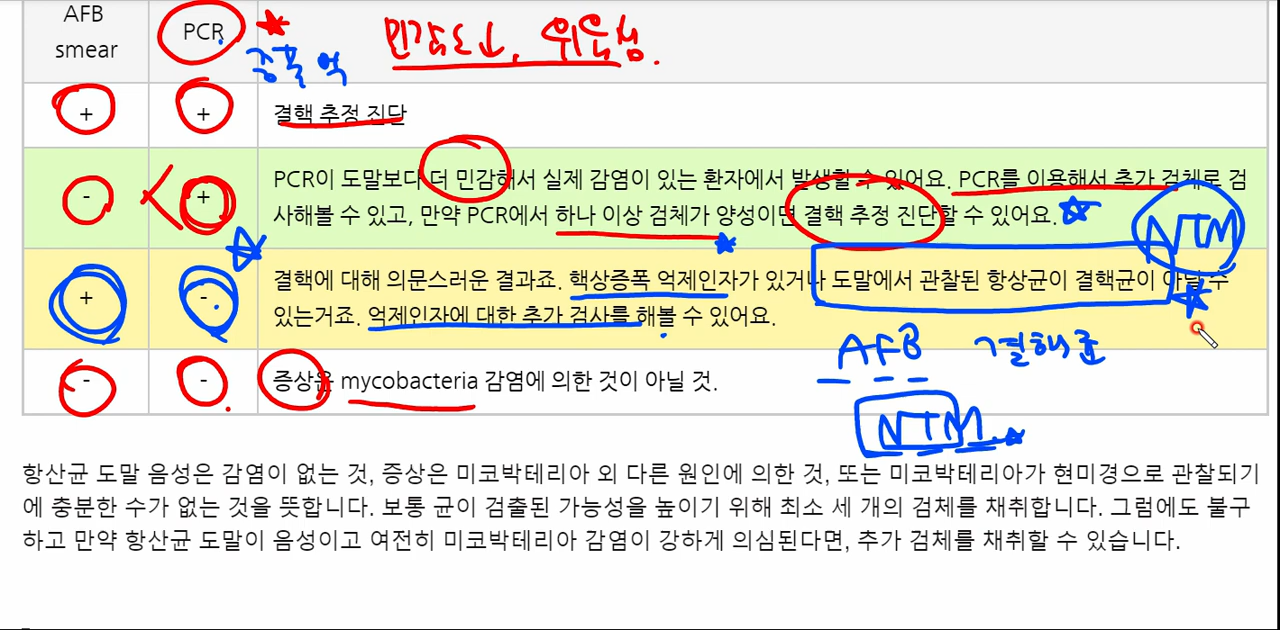 AFB
smear
PCR
민감도↓, 위음성.
증폭 억
+
+
결핵 추정 진단
-
+
PCR이 도말보다 더 민감해서 실제 감염이 있는 환자에서 발생할 수 있어요. PCR를 이용해서 추가 검체로 검
사해볼 수 있고, 만약 PCR에서 하나 이상 검체가 양성이면 결핵 추정 진단할 수 있어요.
NTM
+
-
결핵에 대해 의문스러운 결과죠. 핵상증폭 억제인자가 있거나 도말에서 관찰된 항상균이 결핵균이 아닐 수
있는거죠. 억제인자에 대한 추가 검사를 해볼 수 있어요.
AFB 결핵균
-
-
증상은 mycobacteria 감염에 의한 것이 아닐 것.
NTM
항산균 도말 음성은 감염이 없는 것, 증상은 미코박테리아 외 다른 원인에 의한 것, 또는 미코박테리아가 현미경으로 관찰되기
에 충분한 수가 없는 것을 뜻합니다. 보통 균이 검출된 가능성을 높이기 위해 최소 세 개의 검체를 채취합니다. 그럼에도 불구
하고 만약 항산균 도말이 음성이고 여전히 미코박테리아 감염이 강하게 의심된다면, 추가 검체를 채취할 수 있습니다.